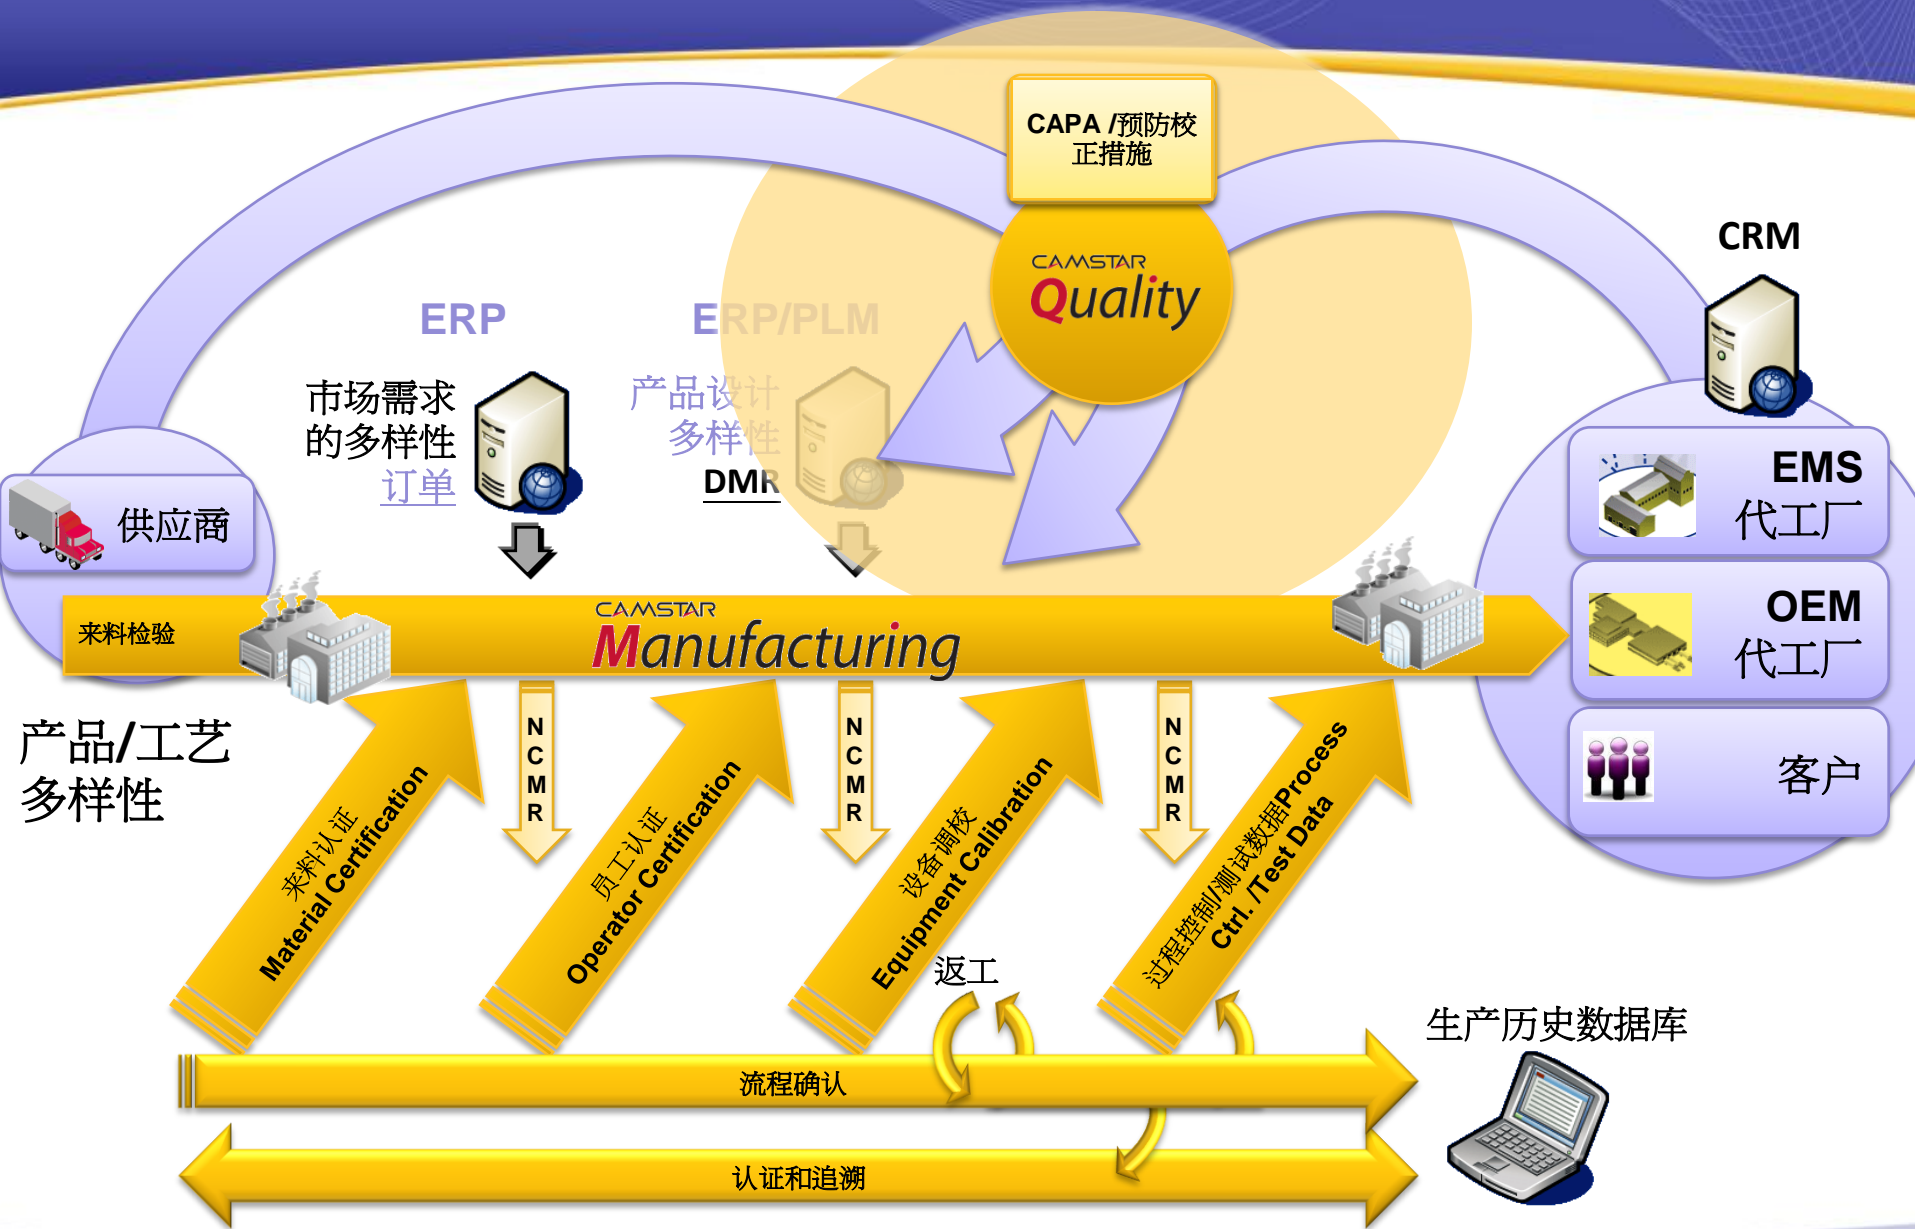 CAPA /预防校
正措施
CAMSTAR
Quality
CRM
ERP
市场需求
的多样性
订单
ERP/PLM
产品设计
多样性
DMR
供应商
来料检验
CAMSTAR
Manufacturing
EMS
代工厂
OEM
代工厂
客户
产品/工艺
多样性
来料认证
Material Certification
NCMR
员工认证
Operator Certification
NCMR
设备调校
Equipment Calibration
NCMR
过程控制/测试数据Process
Ctrl. /Test Data
返工
生产历史数据库
流程确认
认证和追溯